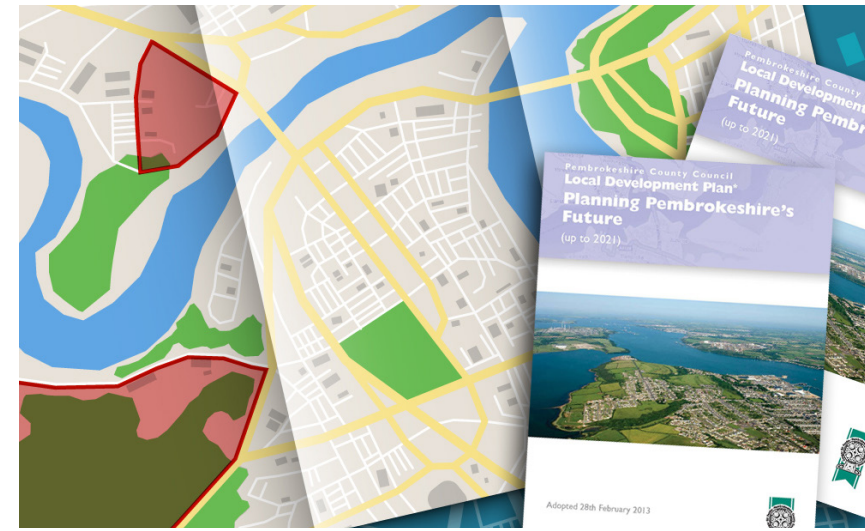 Pembrokeshire County
Local Development
Planning
Future
(up to 2021)
Pembrokeshire County Council
Local Development Plan
Planning Pembrokeshire's
Future
(up to 2021)
Adopted 28th February 2013